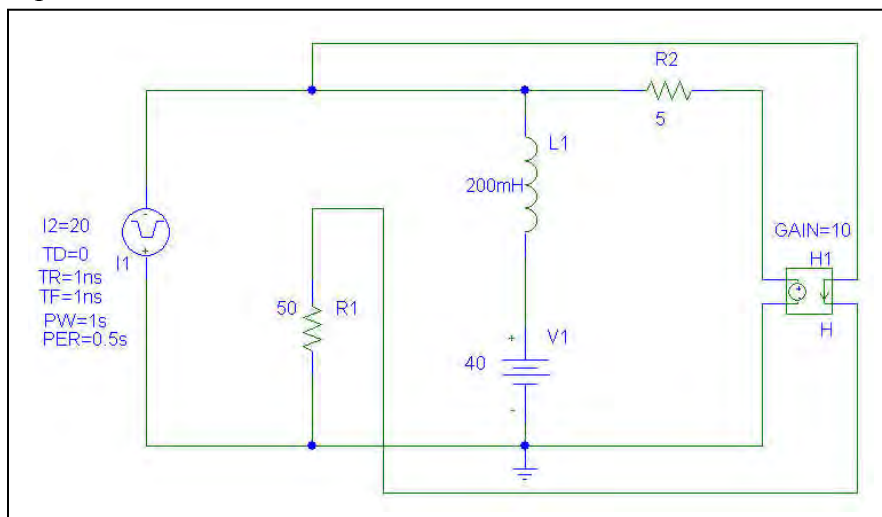 R2
5
L1
200mH
I2=20
TD=0
TR=1ns
TF=1ns
PW=1s
PER=0.5s
-
+
I1
50
R1
+
V1
40
-
GAIN=10
H1
+
H